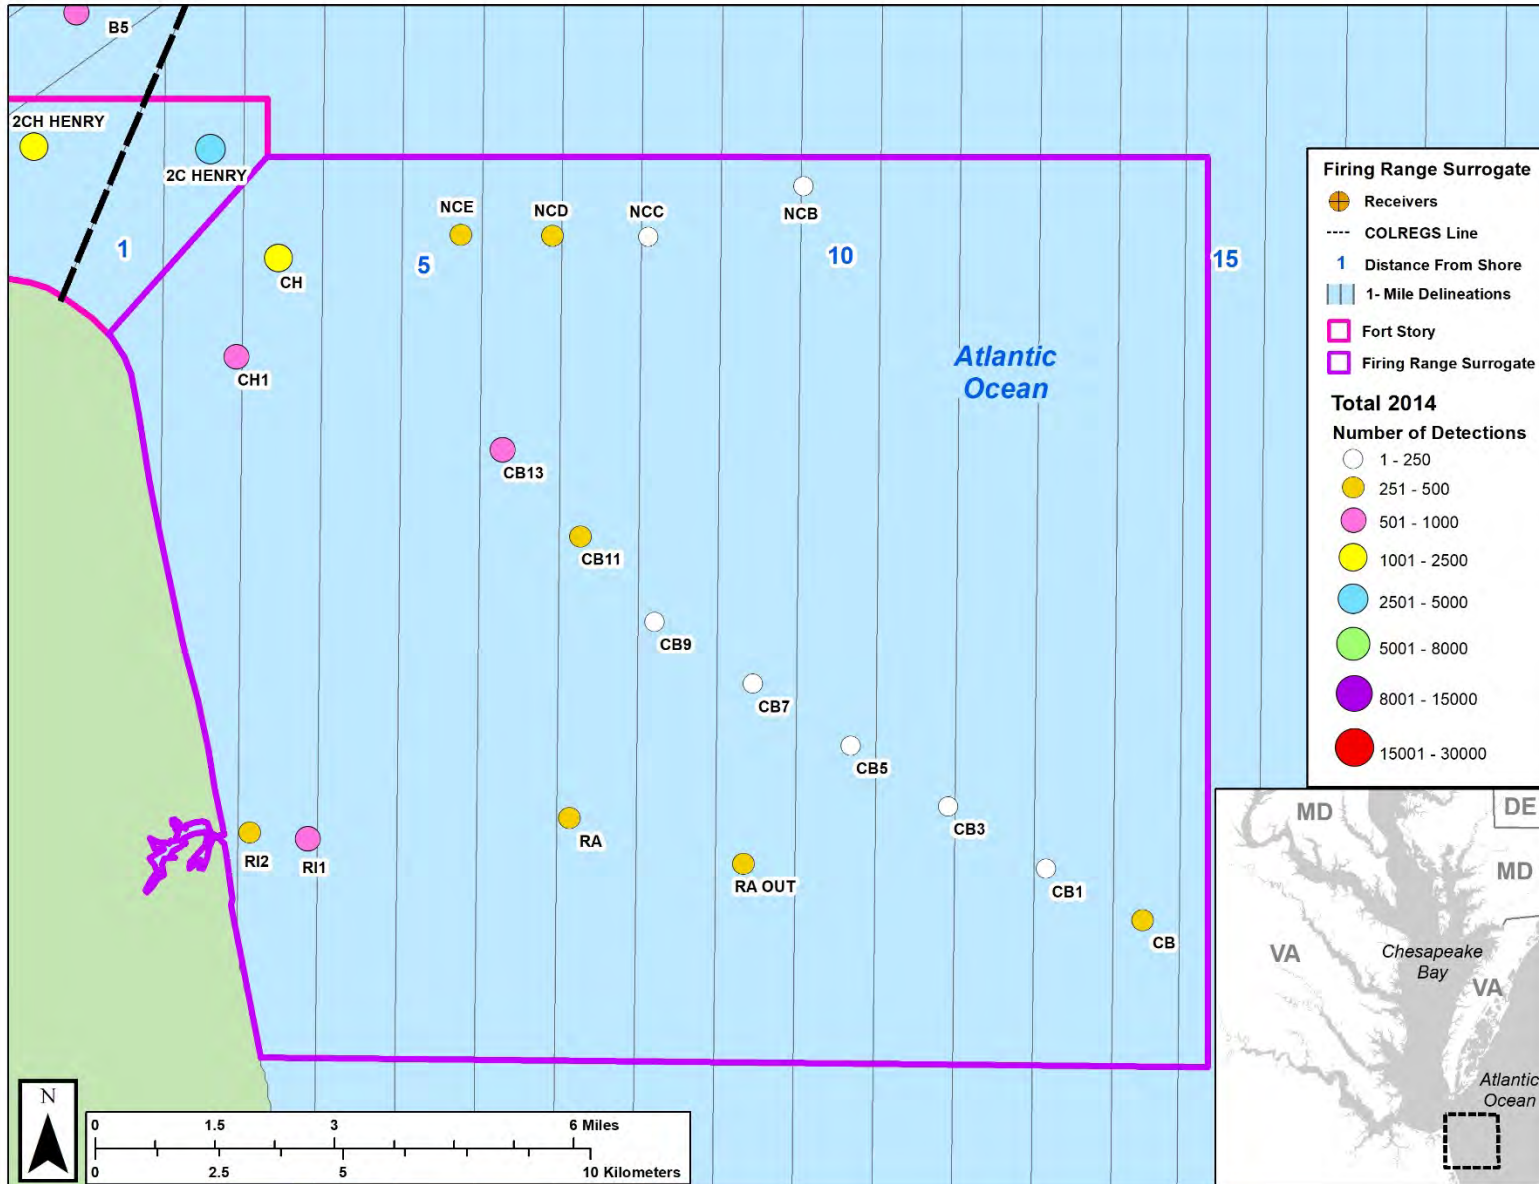 B5
2CH HENRY
2C HENRY
1
NCE
NCD
NCC
NCB
CH
5
10
15
CH1
Atlantic
Ocean
CB13
CB11
CB9
CB7
CB5
CB3
CB1
CB
RA
RA OUT
RI2
RI1
Firing Range Surrogate
Receivers
COLREGS Line
1 Distance From Shore
1- Mile Delineations
Fort Story
Firing Range Surrogate
Total 2014
Number of Detections
1 - 250
251 - 500
501 - 1000
1001 - 2500
2501 - 5000
5001 - 8000
8001 - 15000
15001 - 30000
MD
DE
MD
VA
Chesapeake
Bay
VA
Atlantic
Ocean
N
0 1.5 3 6 Miles
0 2.5 5 10 Kilometers